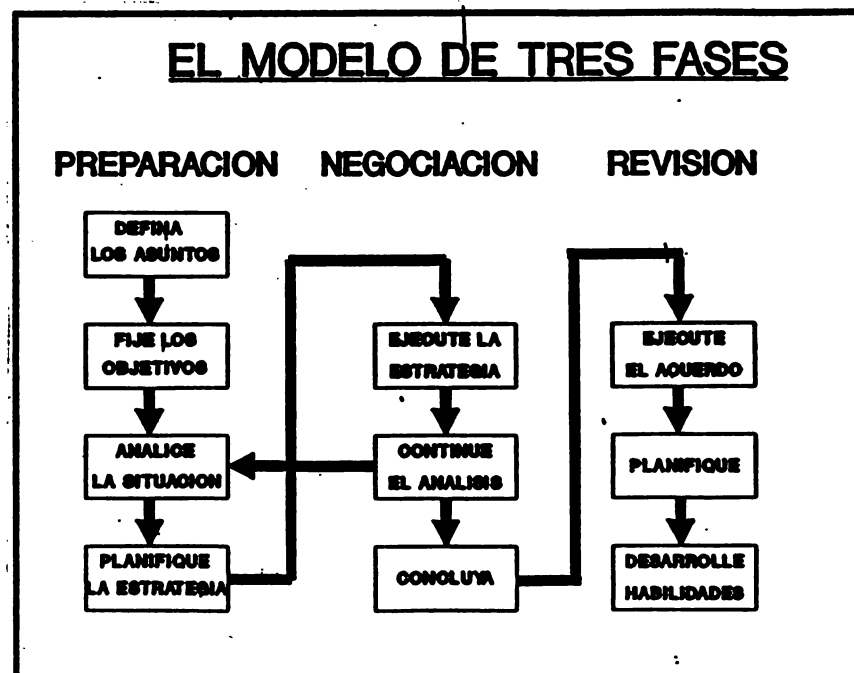 EL MODELO DE TRES FASES
PREPARACION
DEFINA
LOS ASUNTOS
FIJE LOS
OBJETIVOS
ANALICE
LA SITUACION
PLANIFIQUE
LA ESTRATEGIA
NEGOCIACION
EJECUTE LA
ESTRATEGIA
CONTINUE
EL ANALISIS
CONCLUYA
REVISION
EJECUTE
EL ACUERDO
PLANIFIQUE
DESARROLLE
HABILIDADES